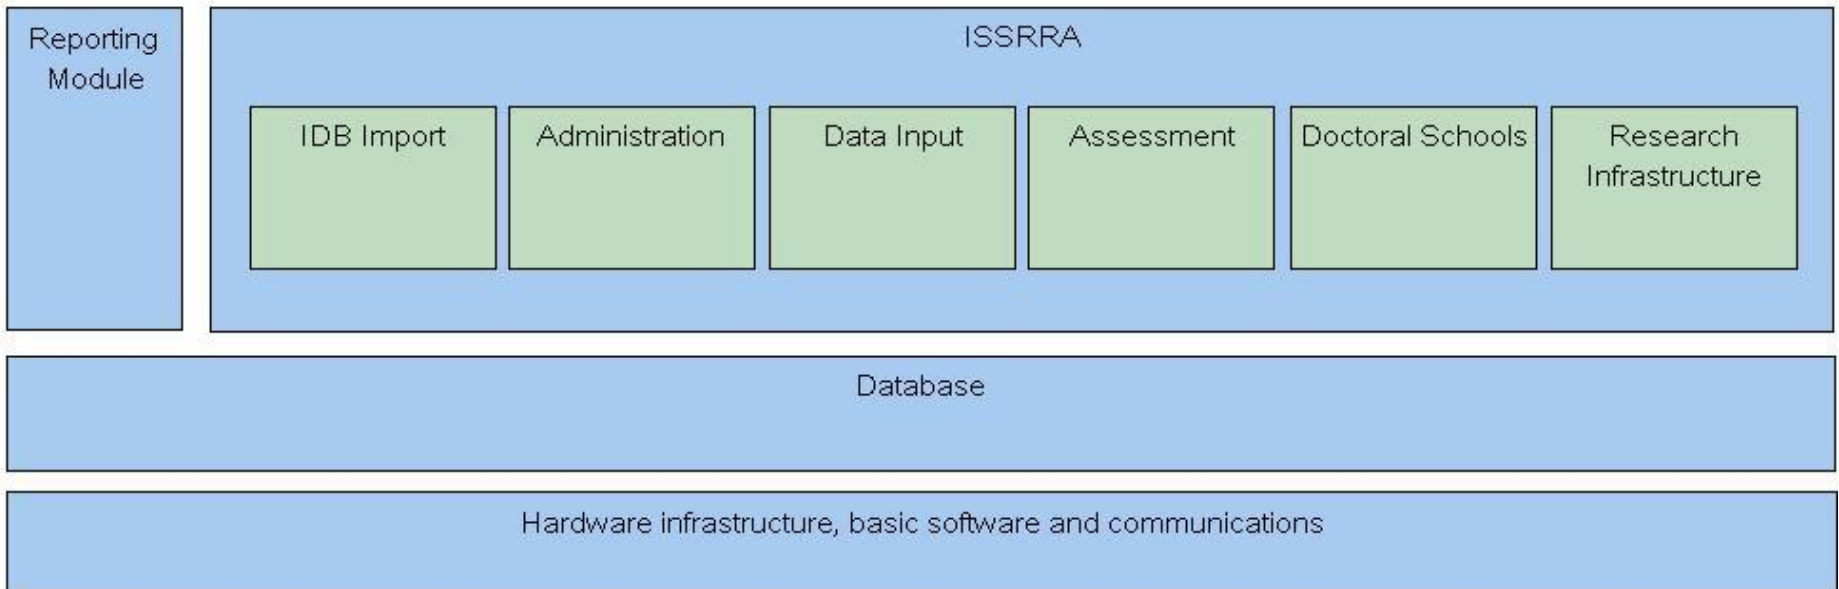 Reporting
Module
ISSRRA
IDB Import
Administration
Data Input
Assessment
Doctoral Schools
Research
Infrastructure
Database
Hardware infrastructure, basic software and communications